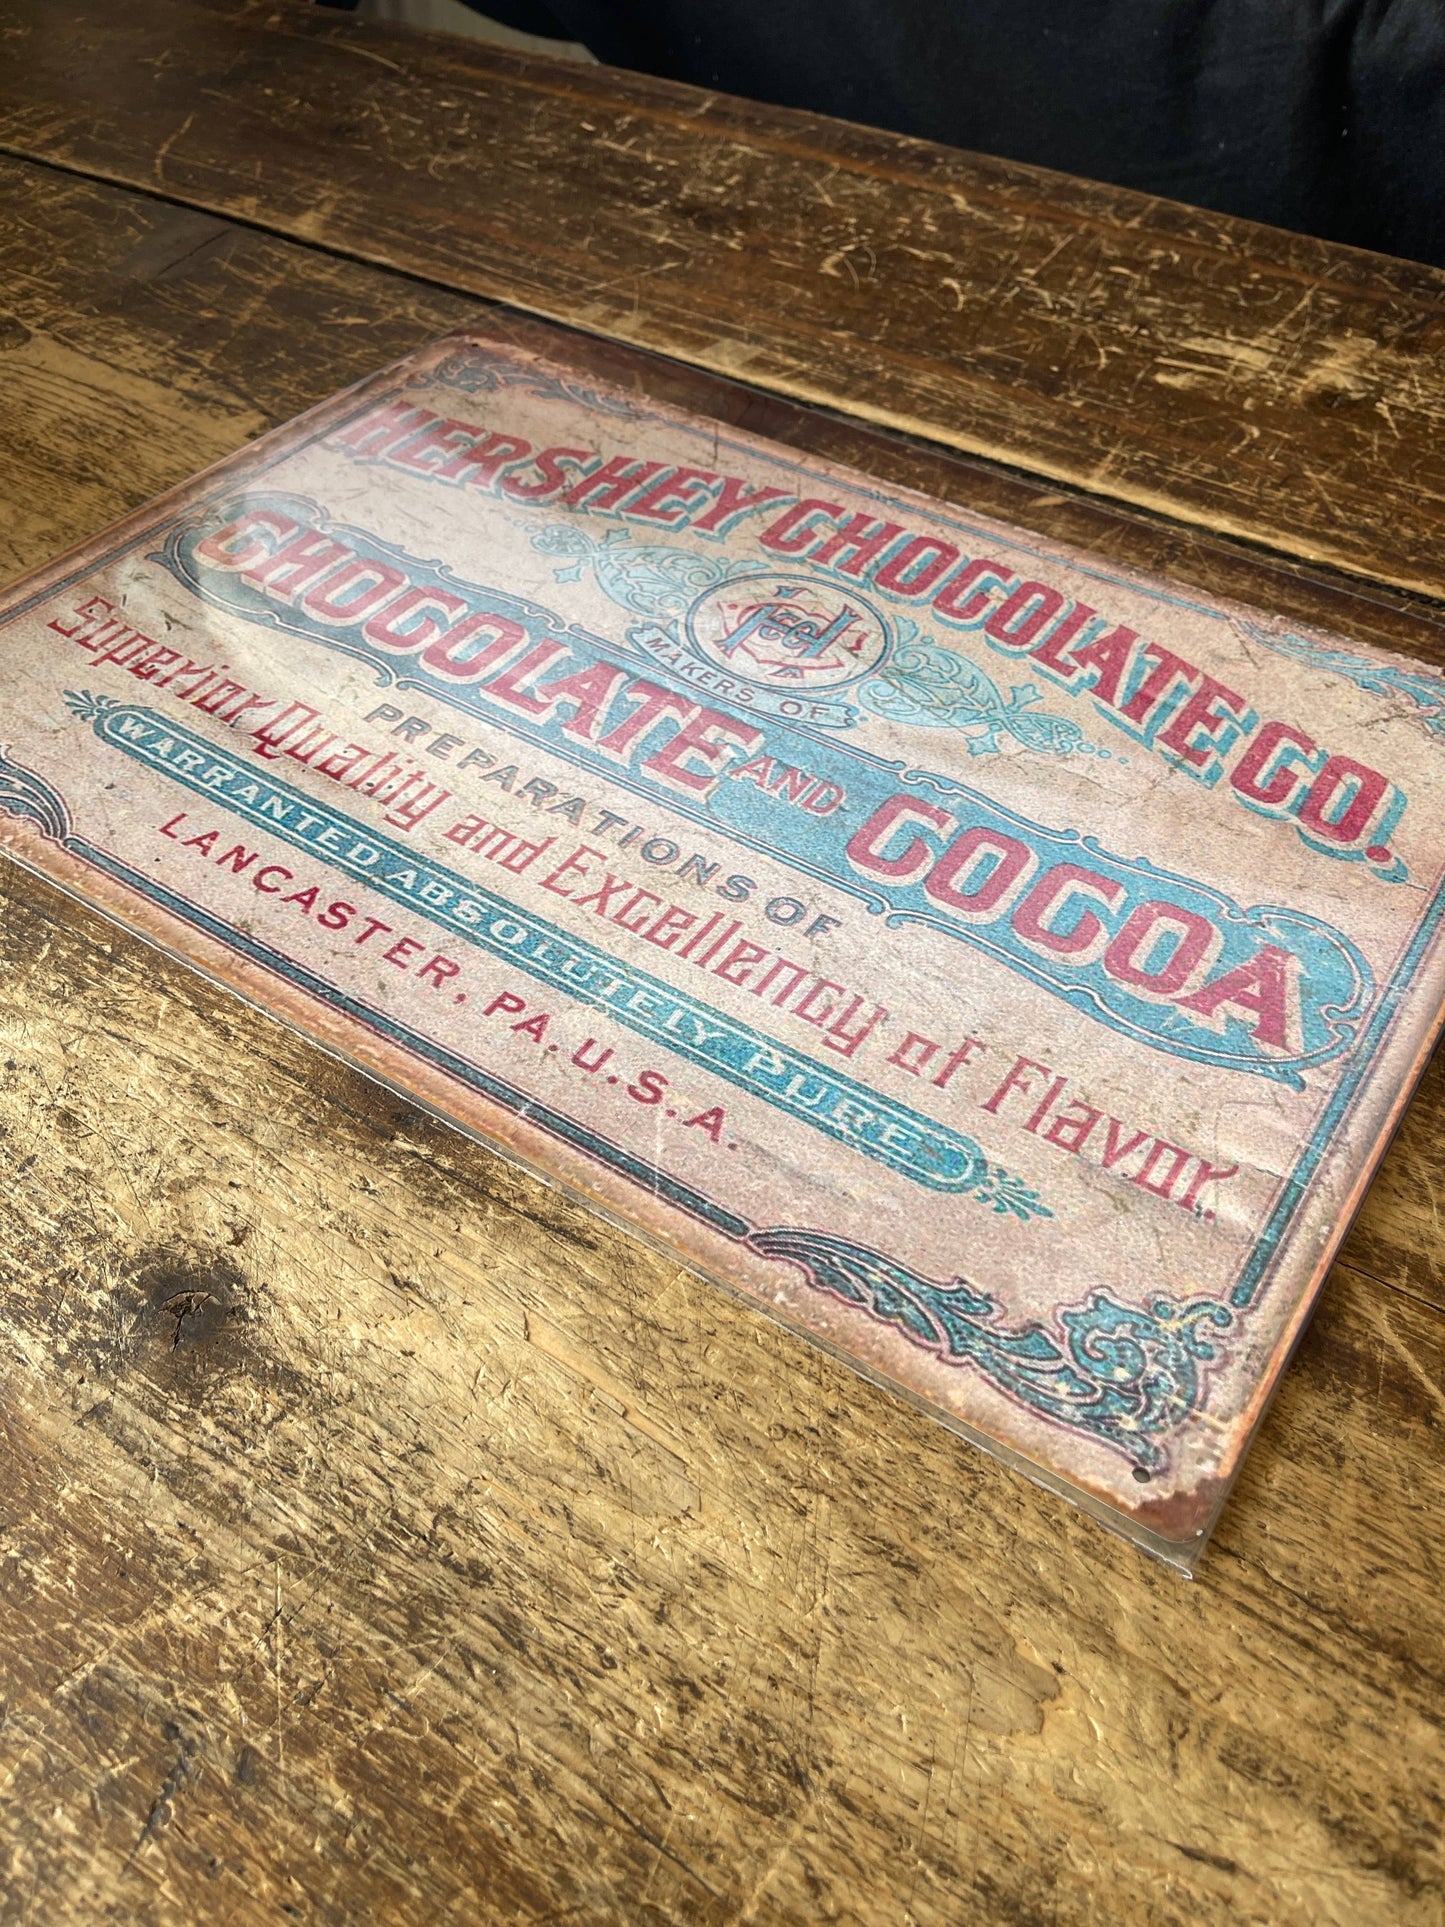 HERSHEY CHOCOLATE CO.
MAKERS OF
CHOCOLATE AND COCOA
PREPARATIONS OF
Superior Quality and Excellency of Flavor.
WARRANTED ABSOLUTELY PURE
LANCASTER, PA. U.S.A.